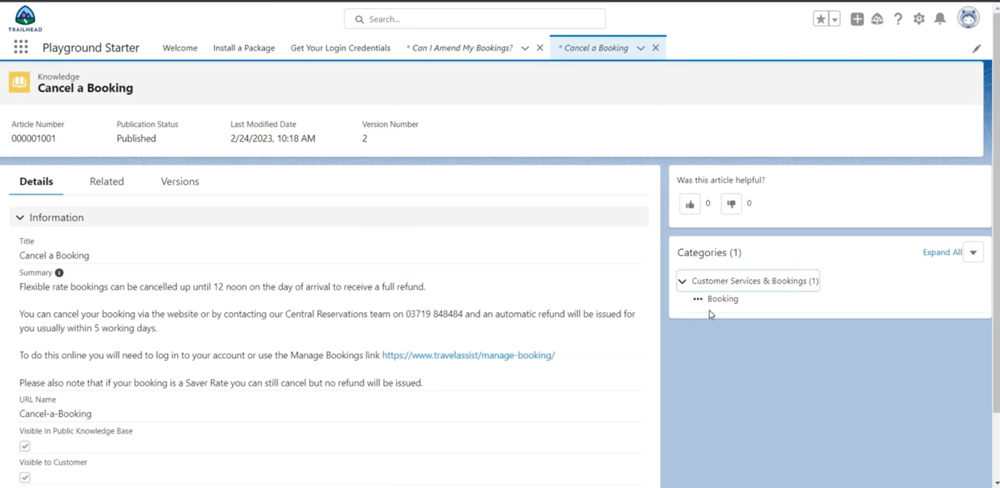 TRAILHEAD
Search...
Playground Starter
Welcome
Install a Package
Get Your Login Credentials
* Can I Amend My Bookings?
* Cancel a Booking
Knowledge
Cancel a Booking
Article Number
000001001
Publication Status
Published
Last Modified Date
2/24/2023, 10:18 AM
Version Number
2
Details
Related
Versions
Information
Title
Cancel a Booking
Summary
Flexible rate bookings can be cancelled up until 12 noon on the day of arrival to receive a full refund.
You can cancel your booking via the website or by contacting our Central Reservations team on 03719 848484 and an automatic refund will be issued for
you usually within 5 working days.
To do this online you will need to log in to your account or use the Manage Bookings link https://www.travelassist/manage-booking/
Please also note that if your booking is a Saver Rate you can still cancel but no refund will be issued.
URL Name
Cancel-a-Booking
Visible In Public Knowledge Base
Visible to Customer
Was this article helpful?
0
0
Categories (1)
Expand All
Customer Services & Bookings (1)
Booking